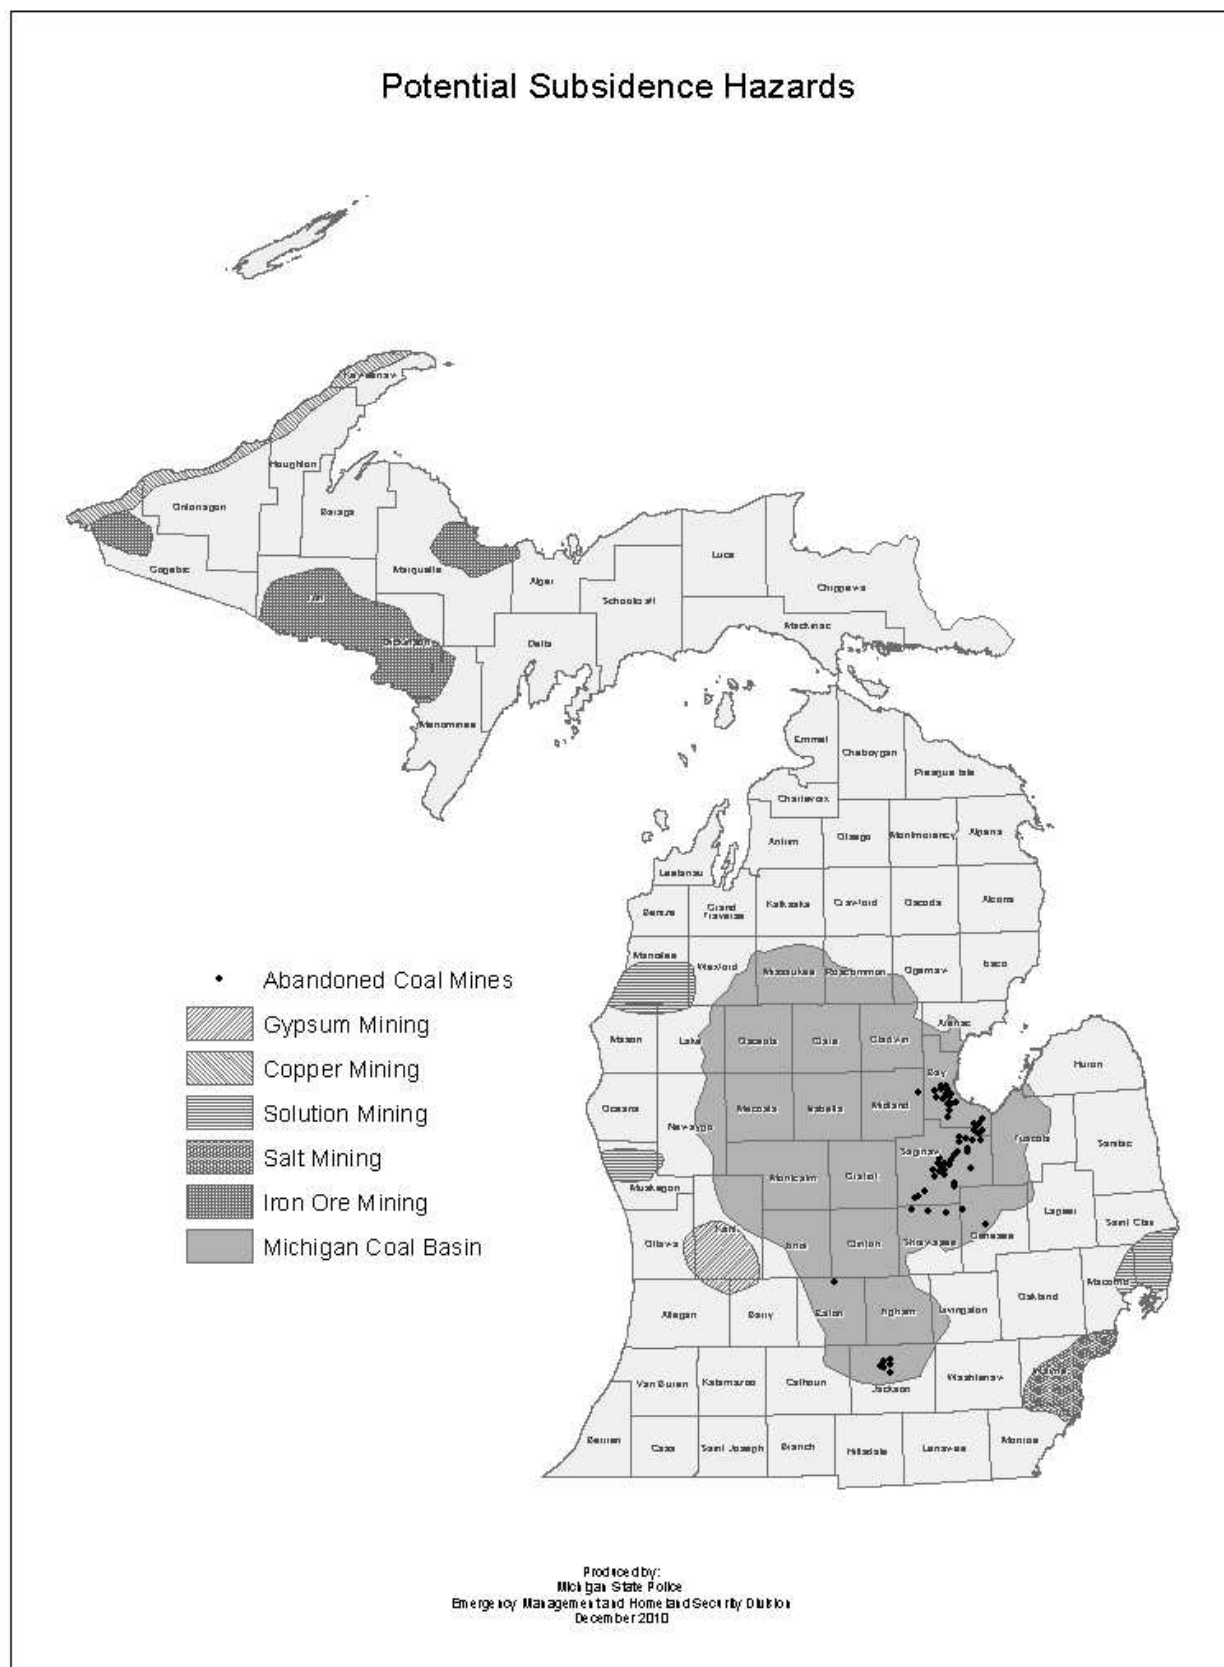 Potential Subsidence Hazards
Keweenaw
Houghton
Ontonagon
Baraga
Gogebic
Marquette
Luce
Alger
Chippewa
Iron
Schoolcraft
Mackinac
Dickinson
Delta
Menominee
Emmet
Cheboygan
Presque Isle
Charlevoix
Antrim
Otsego
Montmorency
Alpena
Leelanau
Benzie
Grand
Traverse
Kalkaska
Crawford
Oscoda
Alcona
Manistee
Wexford
Missaukee
Roscommon
Ogemaw
Iosco
Abandoned Coal Mines
Gypsum Mining
Copper Mining
Solution Mining
Salt Mining
Iron Ore Mining
Michigan Coal Basin
Arenac
Mason
Lake
Osceola
Clare
Gladwin
Huron
Bay
Oceana
Newaygo
Mecosta
Isabella
Midland
Tuscola
Sanilac
Saginaw
Muskegon
Montcalm
Gratiot
Lapeer
Saint Clair
Kent
Ottawa
Ionia
Clinton
Shiawassee
Genesee
Macomb
Oakland
Allegan
Barry
Eaton
Ingham
Livingston
Van Buren
Kalamazoo
Calhoun
Jackson
Washtenaw
Wayne
Berrien
Cass
Saint Joseph
Branch
Hillsdale
Lenawee
Monroe
Produced by:
Michigan State Police
Emergency Management and Homeland Security Division
December 2010